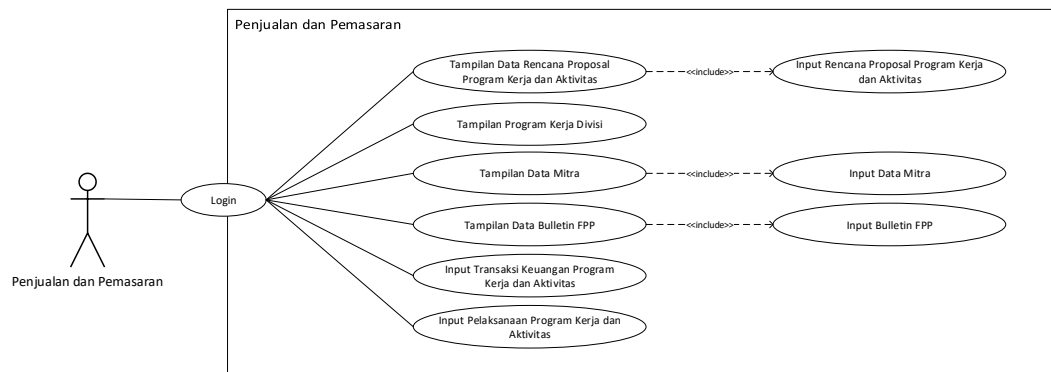 Penjualan dan Pemasaran
Tampilan Data Rencana Proposal
Program Kerja dan Aktivitas
<<include>>
Input Rencana Proposal Program Kerja
dan Aktivitas
Tampilan Program Kerja Divisi
Tampilan Data Mitra
<<include>>
Input Data Mitra
Login
Tampilan Data Bulletin FPP
<<include>>
Input Bulletin FPP
Input Transaksi Keuangan Program
Kerja dan Aktivitas
Penjualan dan Pemasaran
Input Pelaksanaan Program Kerja dan
Aktivitas